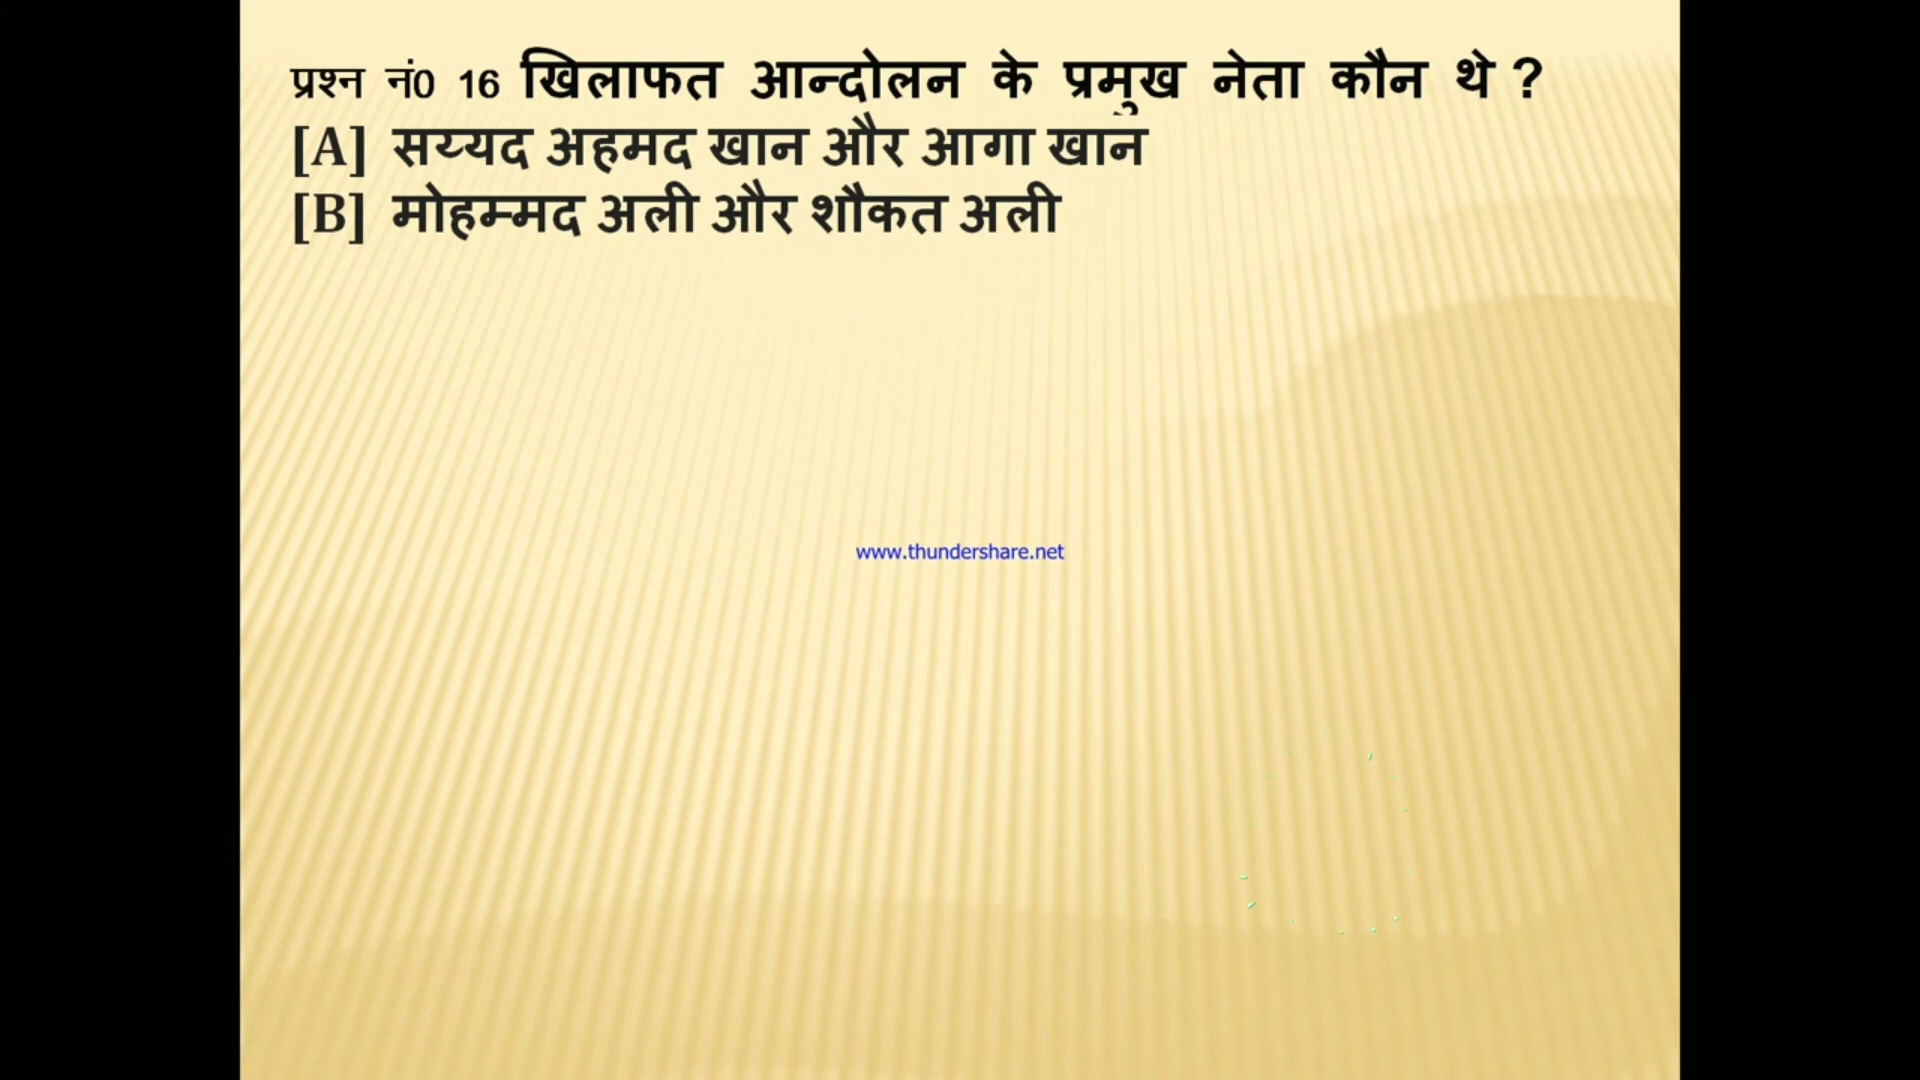 प्रश्न नं0 16 खिलाफत आन्दोलन के प्रमुख नेता कौन थे ?
[A] सय्यद अहमद खान और आगा खान
[B] मोहम्मद अली और शौकत अली
www.thundershare.net